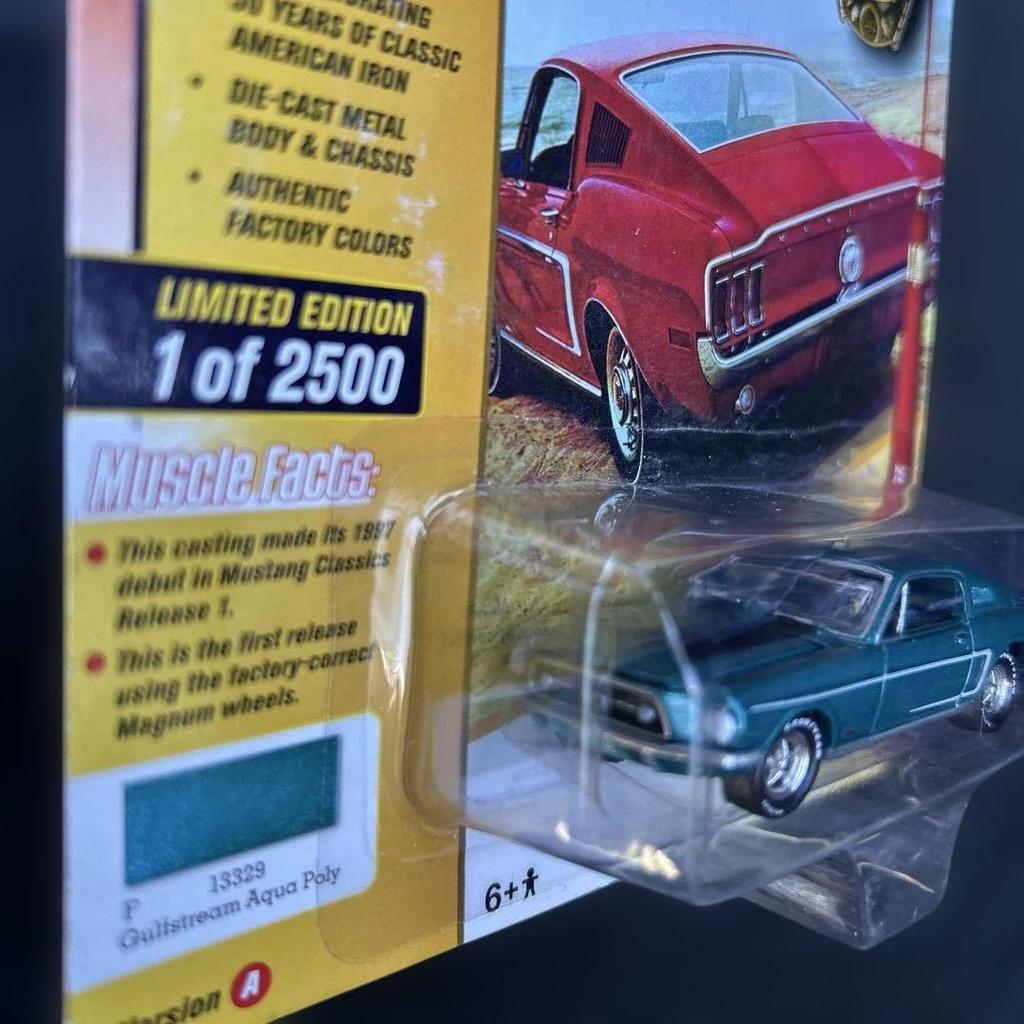 50 YEARS OF CLASSIC
AMERICAN IRON
• DIE-CAST METAL
BODY & CHASSIS
• AUTHENTIC
FACTORY COLORS
LIMITED EDITION
1 of 2500
Muscle Facts:
• This casting made its 1997
debut in Mustang Classics
Release 1.
• This is the first release
using the factory-correct
Magnum wheels.
13329
F
Gulfstream Aqua Poly
6+
Version A